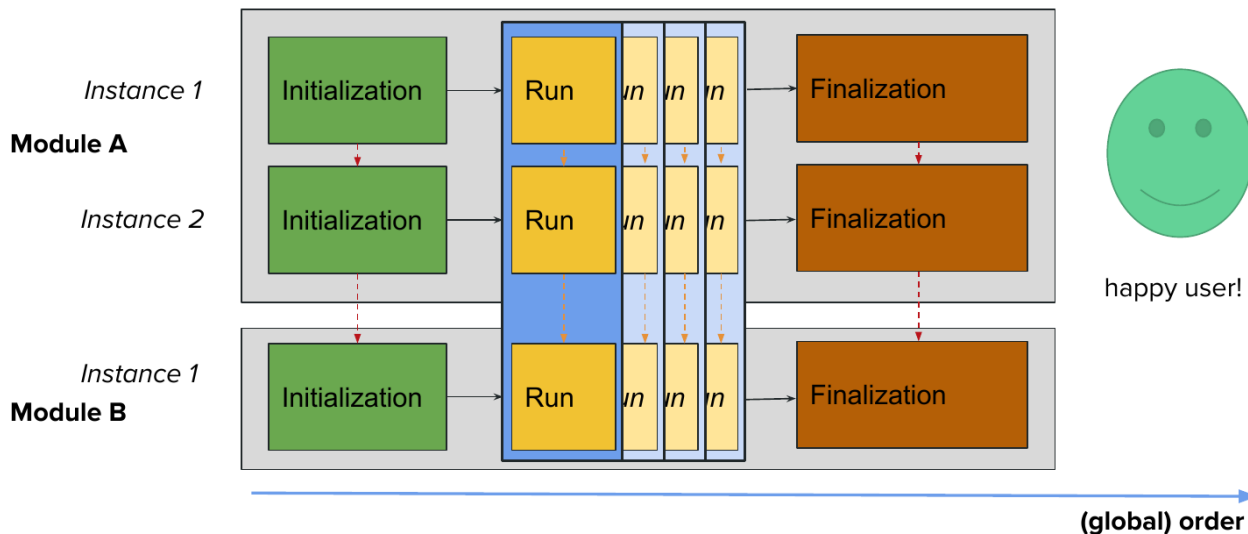 Instance 1
Initialization
Run
un
un
un
Finalization
Module A
Instance 2
Initialization
Run
un
un
un
Finalization
happy user!
Instance 1
Initialization
Run
un
un
un
Finalization
Module B
(global) order